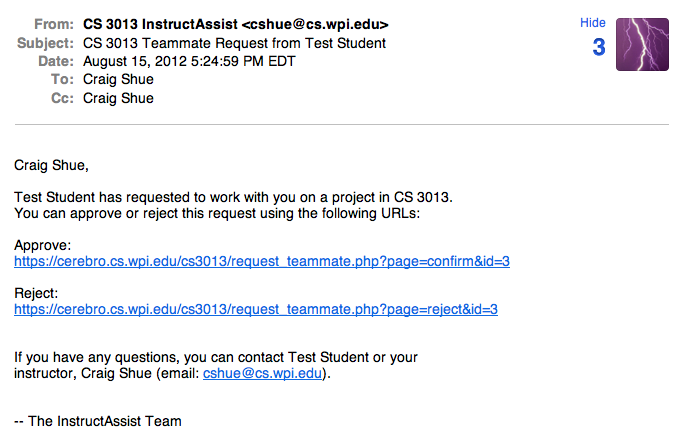 From: CS 3013 InstructAssist <cshue@cs.wpi.edu>
Hide
Subject: CS 3013 Teammate Request from Test Student
3
Date: August 15, 2012 5:24:59 PM EDT
To: Craig Shue
Cc: Craig Shue
Craig Shue,
Test Student has requested to work with you on a project in CS 3013.
You can approve or reject this request using the following URLs:
Approve:
https://cerebro.cs.wpi.edu/cs3013/request_teammate.php?page=confirm&id=3
Reject:
https://cerebro.cs.wpi.edu/cs3013/request_teammate.php?page=reject&id=3
If you have any questions, you can contact Test Student or your
instructor, Craig Shue (email: cshue@cs.wpi.edu).
-- The InstructAssist Team